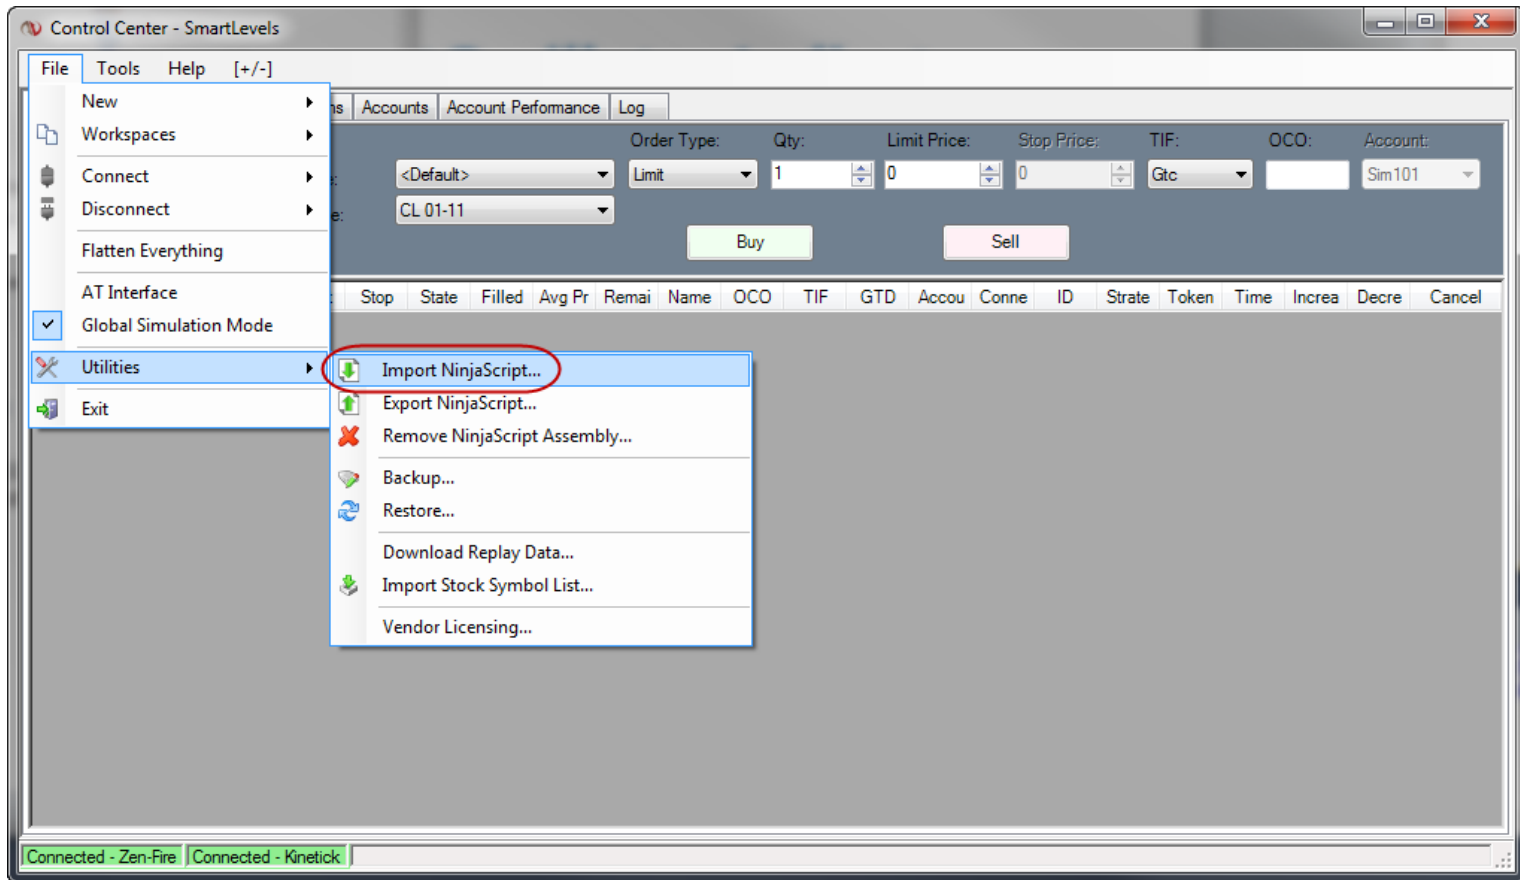 Control Center - SmartLevels
File Tools Help [+/-]
New
Workspaces
Connect
Disconnect
Flatten Everything
AT Interface
Global Simulation Mode
Utilities
Exit
Accounts Account Performance Log
Order Type: Qty: Limit Price: Stop Price: TIF: OCO: Account:
<Default> Limit 1 0 0 Gtc Sim101
CL 01-11
Buy Sell
Stop State Filled Avg Pr Remai Name OCO TIF GTD Accou Conne ID Strate Token Time Increa Decre Cancel
Import NinjaScript...
Export NinjaScript...
Remove NinjaScript Assembly...
Backup...
Restore...
Download Replay Data...
Import Stock Symbol List...
Vendor Licensing...
Connected - Zen-Fire Connected - Kinetick